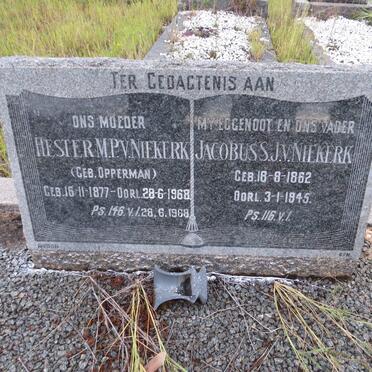 TER GEDAGTENIS AAN
ONS MOEDER
HESTER M.P.V. NIEKERK
(GEB. OPPERMAN)
GEB. 16-11-1877 - OORL. 28-6-1968
Ps. 146 V.1. 28.6.1968
MY EGGENOOT EN ONS VADER
JACOBUS S.J.V. NIEKERK
GEB. 18-8-1862
OORL. 3-1-1945.
Ps. 116 V.1.